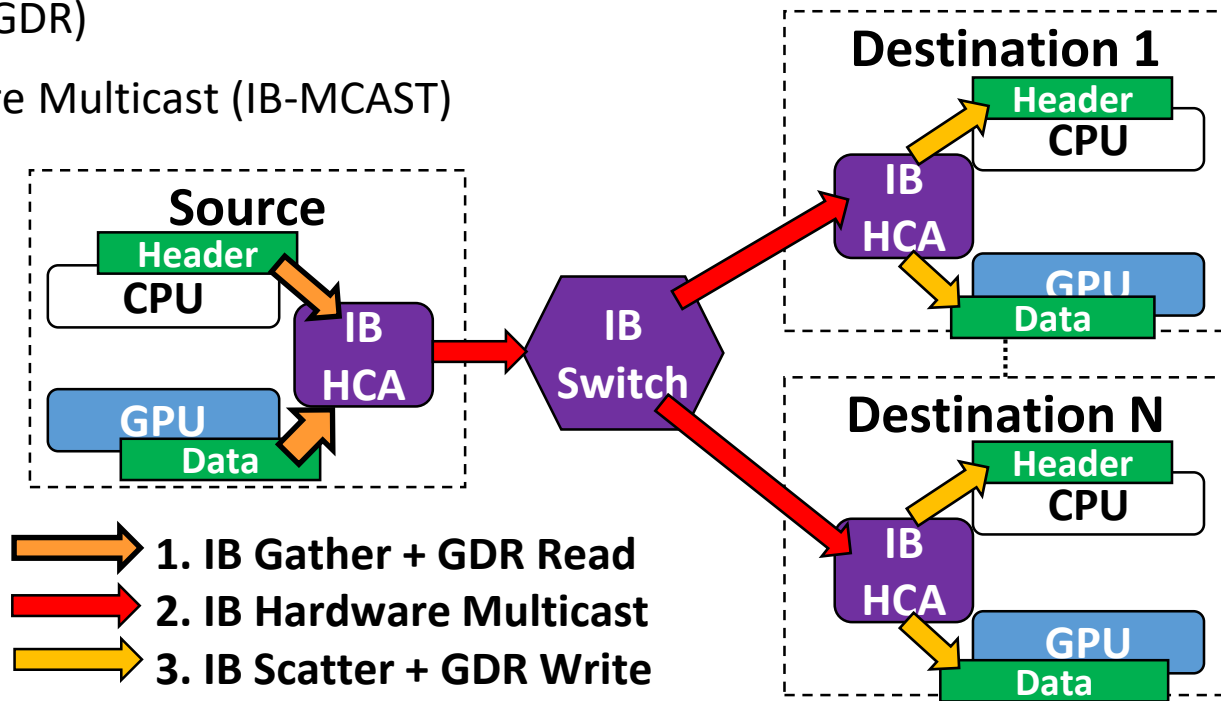 GDR)
re Multicast (IB-MCAST)
Source
Header
CPU
IB
HCA
GPU
Data
IB
Switch
Destination 1
Header
CPU
IB
HCA
GPU
Data
Destination N
Header
CPU
IB
HCA
GPU
Data
1. IB Gather + GDR Read
2. IB Hardware Multicast
3. IB Scatter + GDR Write